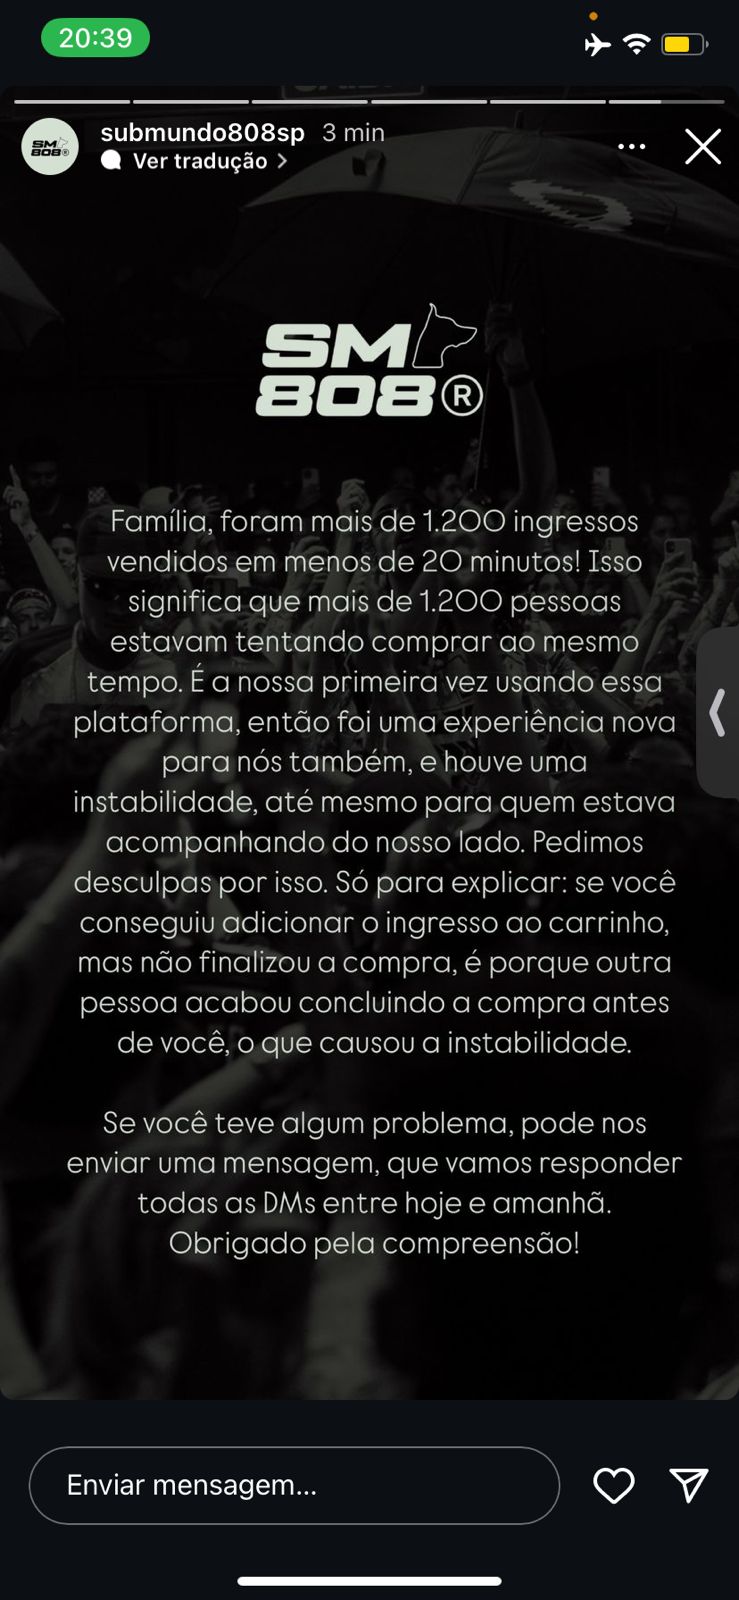 20:39
submundo808sp 3 min
Ver tradução
SM
808®
SM
808®
Família, foram mais de 1.200 ingressos
vendidos em menos de 20 minutos! Isso
significa que mais de 1.200 pessoas
estavam tentando comprar ao mesmo
tempo. É a nossa primeira vez usando essa
plataforma, então foi uma experiência nova
para nós também, e houve uma
instabilidade, até mesmo para quem estava
acompanhando do nosso lado. Pedimos
desculpas por isso. Só para explicar: se você
conseguiu adicionar o ingresso ao carrinho,
mas não finalizou a compra, é porque outra
pessoa acabou concluindo a compra antes
de você, o que causou a instabilidade.
Se você teve algum problema, pode nos
enviar uma mensagem, que vamos responder
todas as DMs entre hoje e amanhã.
Obrigado pela compreensão!
Enviar mensagem...